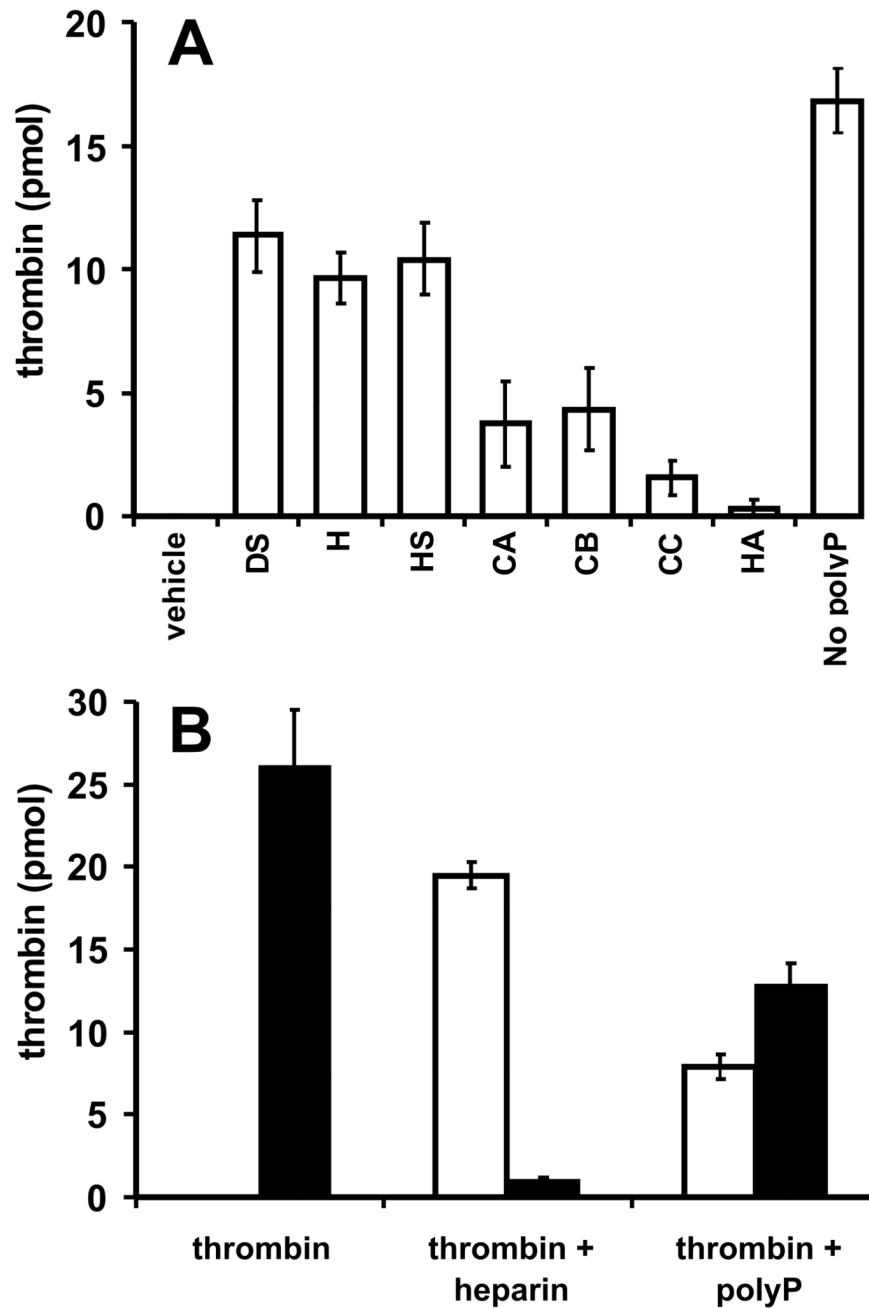 A
20
15
10
5
0
thrombin (pmol)
vehicle
DS
H
HS
CA
CB
CC
HA
No polyP
B
30
25
20
15
10
5
0
thrombin (pmol)
thrombin
thrombin +
heparin
thrombin +
polyP